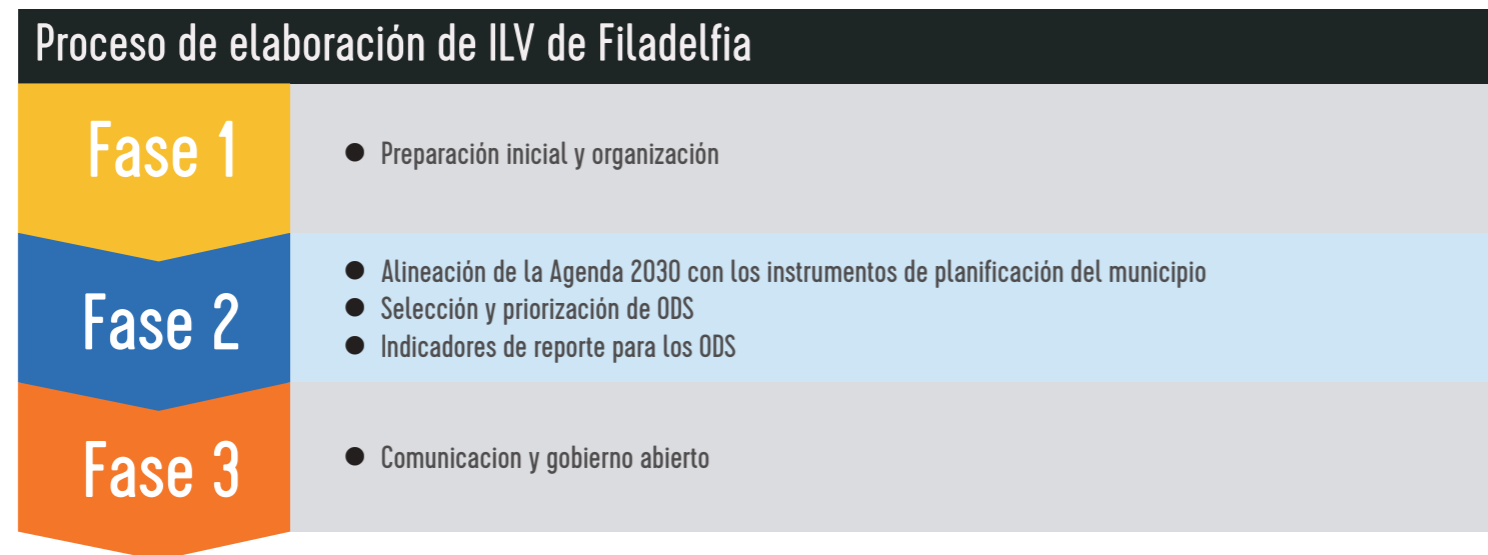 Proceso de elaboración de ILV de Filadelfia
Fase 1
● Preparación inicial y organización
Fase 2
● Alineación de la Agenda 2030 con los instrumentos de planificación del municipio
● Selección y priorización de ODS
● Indicadores de reporte para los ODS
Fase 3
● Comunicacion y gobierno abierto